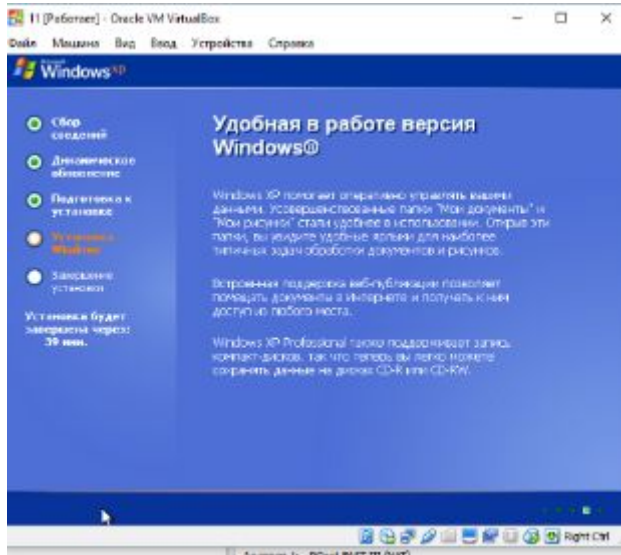 11 [Работает] - Oracle VM VirtualBox
Файл Машина Вид Ввод Устройства Справка
Microsoft
Windows xp
Сбор
сведений
Динамическое
обновление
Подготовка к
установке
Установка
Windows
Завершение
установки
Установка будет
завершена через:
39 мин.
Удобная в работе версия
Windows®
Windows XP помогает оперативно управлять вашими
данными. Усовершенствованные папки "Мои документы" и
"Мои рисунки" стали удобнее в использовании. Открыв эти
папки, вы увидите удобные ярлыки для наиболее
типичных задач обработки документов и рисунков.
Встроенная поддержка веб-публикации позволяет
помещать документы в Интернете и получать к ним
доступ из любого места.
Windows XP Professional также поддерживает запись
компакт-дисков, так что теперь вы легко можете
сохранять данные на дисках CD-R или CD-RW.
Right Ctrl